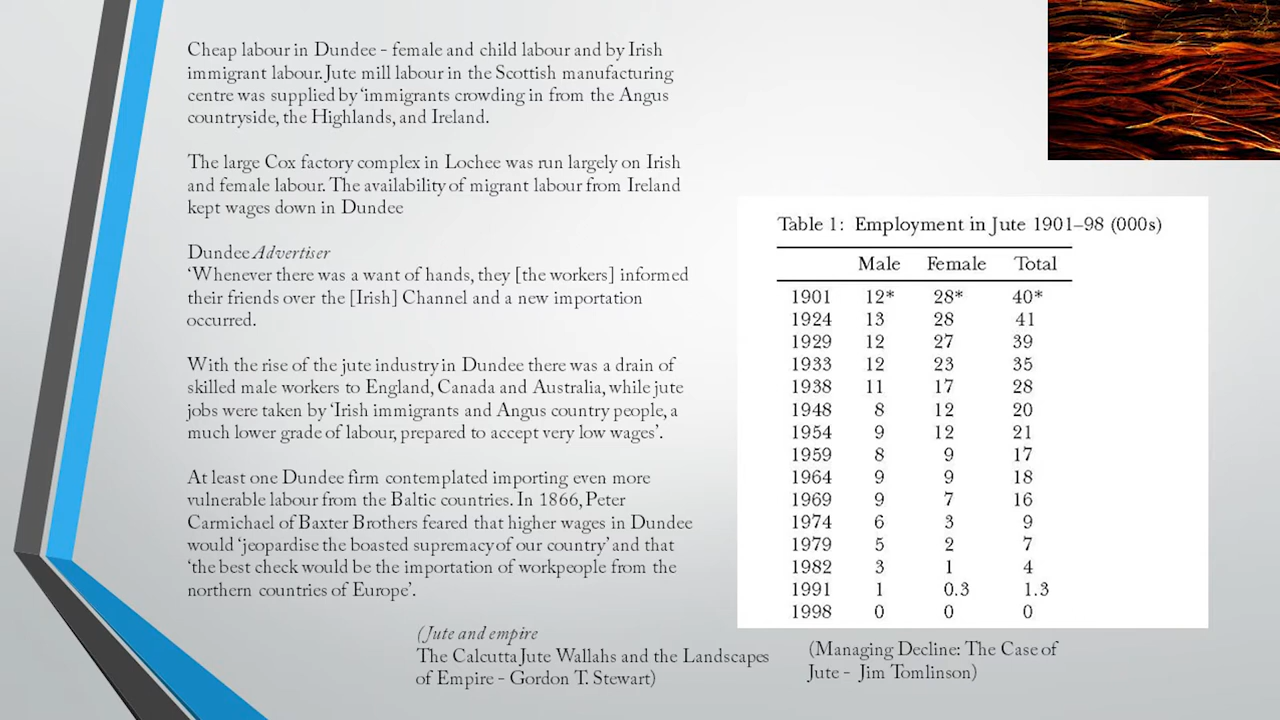 Cheap labour in Dundee - female and child labour and by Irish
immigrant labour. Jute mill labour in the Scottish manufacturing
centre was supplied by ‘immigrants crowding in from the Angus
countryside, the Highlands, and Ireland.
The large Cox factory complex in Lochee was run largely on Irish
and female labour. The availability of migrant labour from Ireland
kept wages down in Dundee
Dundee Advertiser
‘Whenever there was a want of hands, they [the workers] informed
their friends over the [Irish] Channel and a new importation
occurred.
With the rise of the jute industry in Dundee there was a drain of
skilled male workers to England, Canada and Australia, while jute
jobs were taken by ‘Irish immigrants and Angus country people, a
much lower grade of labour, prepared to accept very low wages’.
At least one Dundee firm contemplated importing even more
vulnerable labour from the Baltic countries. In 1866, Peter
Carmichael of Baxter Brothers feared that higher wages in Dundee
would ‘jeopardise the boasted supremacy of our country’ and that
‘the best check would be the importation of workpeople from the
northern countries of Europe’.
(Jute and empire
The Calcutta Jute Wallahs and the Landscapes
of Empire - Gordon T. Stewart)
Table 1: Employment in Jute 1901–98 (000s)
Male Female Total
1901 12* 28* 40*
1924 13 28 41
1929 12 27 39
1933 12 23 35
1938 11 17 28
1948 8 12 20
1954 9 12 21
1959 8 9 17
1964 9 9 18
1969 9 7 16
1974 6 3 9
1979 5 2 7
1982 3 1 4
1991 1 0.3 1.3
1998 0 0 0
(Managing Decline: The Case of
Jute - Jim Tomlinson)